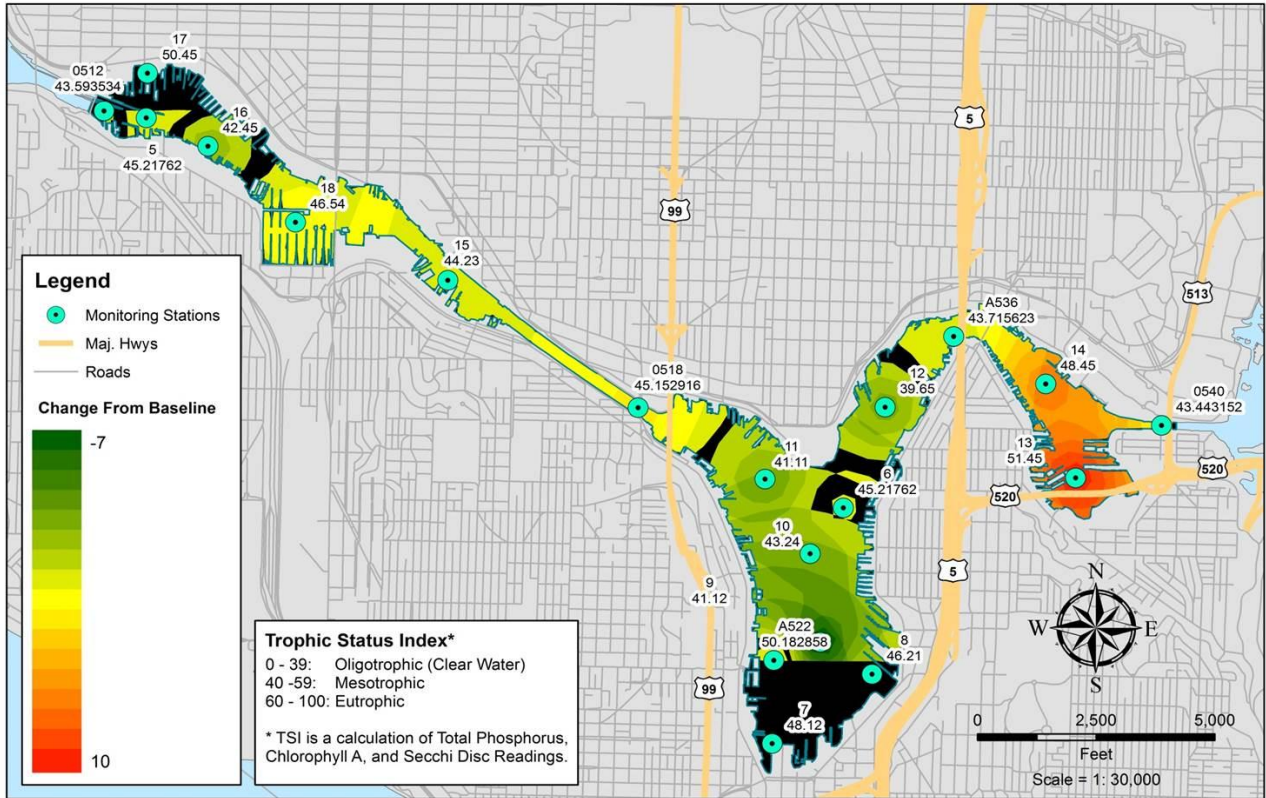 17
50.45
0512
43.593534
16
42.45
5
45.21762
18
46.54
15
44.23
5
99
513
A536
43.715623
14
48.45
0540
43.443152
12
39.65
0518
45.152916
13
51.45
11
41.11
6
45.21762
520
520
10
43.24
9
41.12
5
A522
50.182858
8
46.21
99
7
48.12
Legend
Monitoring Stations
Maj. Hwys
Roads
Change From Baseline
-7
10
Trophic Status Index*
0 - 39: Oligotrophic (Clear Water)
40 -59: Mesotrophic
60 - 100: Eutrophic
* TSI is a calculation of Total Phosphorus,
Chlorophyll A, and Secchi Disc Readings.
N
W E
S
0 2,500 5,000
Feet
Scale = 1: 30,000